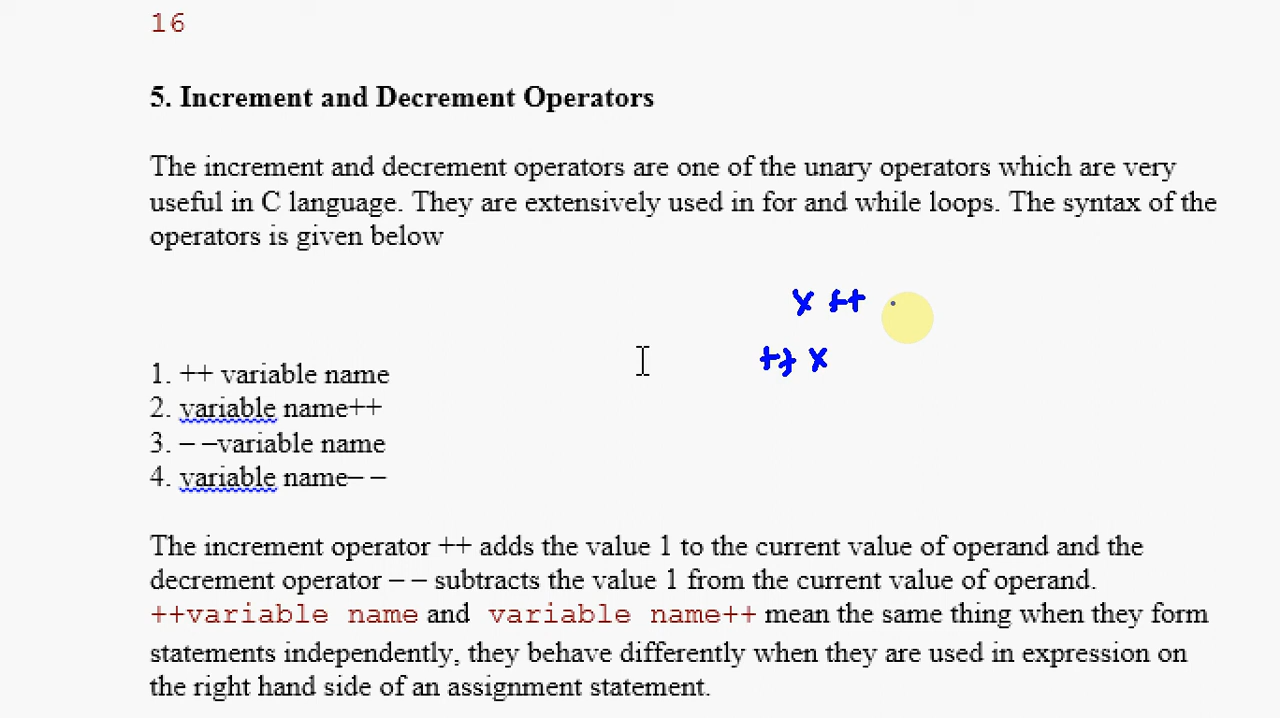 16
5. Increment and Decrement Operators
The increment and decrement operators are one of the unary operators which are very
useful in C language. They are extensively used in for and while loops. The syntax of the
operators is given below
x ++
++ x
1. ++ variable name
2. variable name++
3. – –variable name
4. variable name– –
The increment operator ++ adds the value 1 to the current value of operand and the
decrement operator – – subtracts the value 1 from the current value of operand.
++variable name and variable name++ mean the same thing when they form
statements independently, they behave differently when they are used in expression on
the right hand side of an assignment statement.